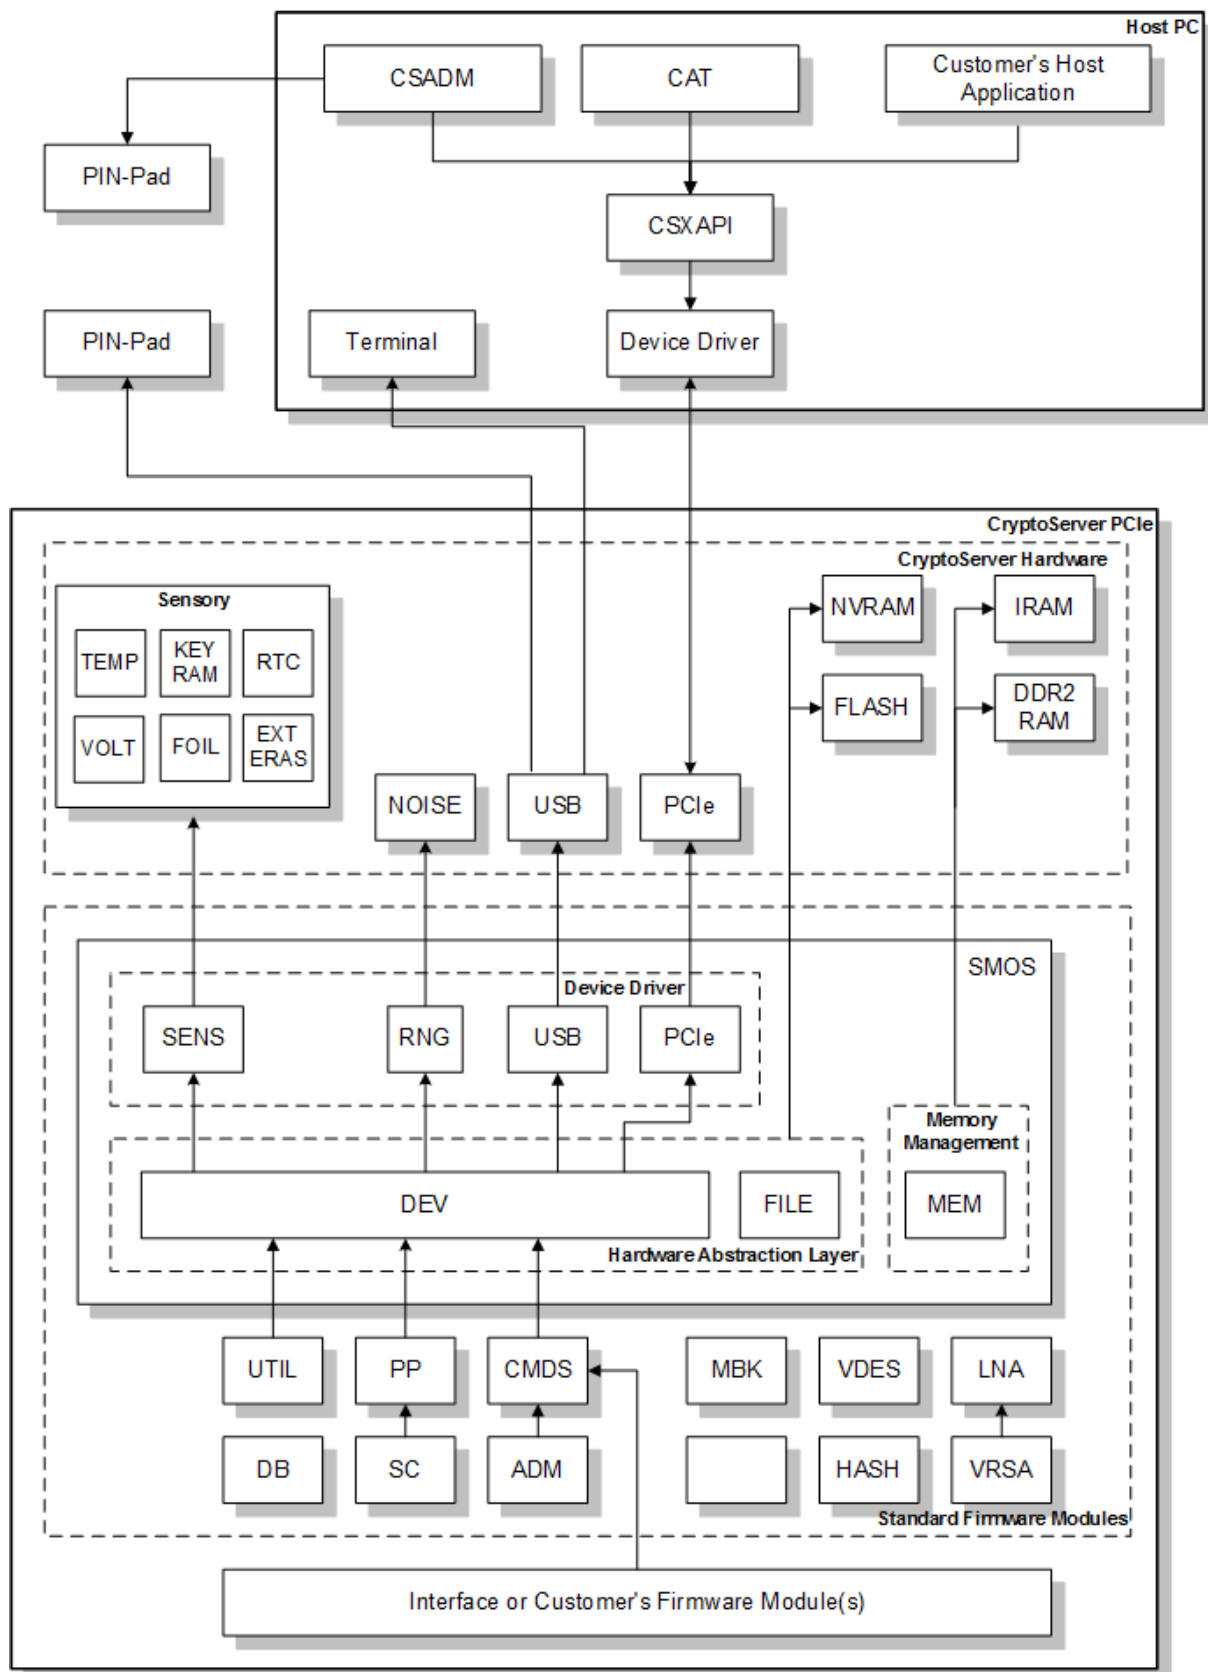 Host PC
CSADM
CAT
Customer's Host
Application
PIN-Pad
CSXAPI
PIN-Pad
Terminal
Device Driver
CryptoServer PCIe
CryptoServer Hardware
Sensory
TEMP
KEY
RAM
RTC
VOLT
FOIL
EXT
ERAS
NVRAM
IRAM
FLASH
DDR2
RAM
NOISE
USB
PCIe
SMOS
Device Driver
SENS
RNG
USB
PCIe
Memory
Management
DEV
FILE
MEM
Hardware Abstraction Layer
UTIL
PP
CMDS
MBK
VDES
LNA
DB
SC
ADM
HASH
VRSA
Standard Firmware Modules
Interface or Customer's Firmware Module(s)